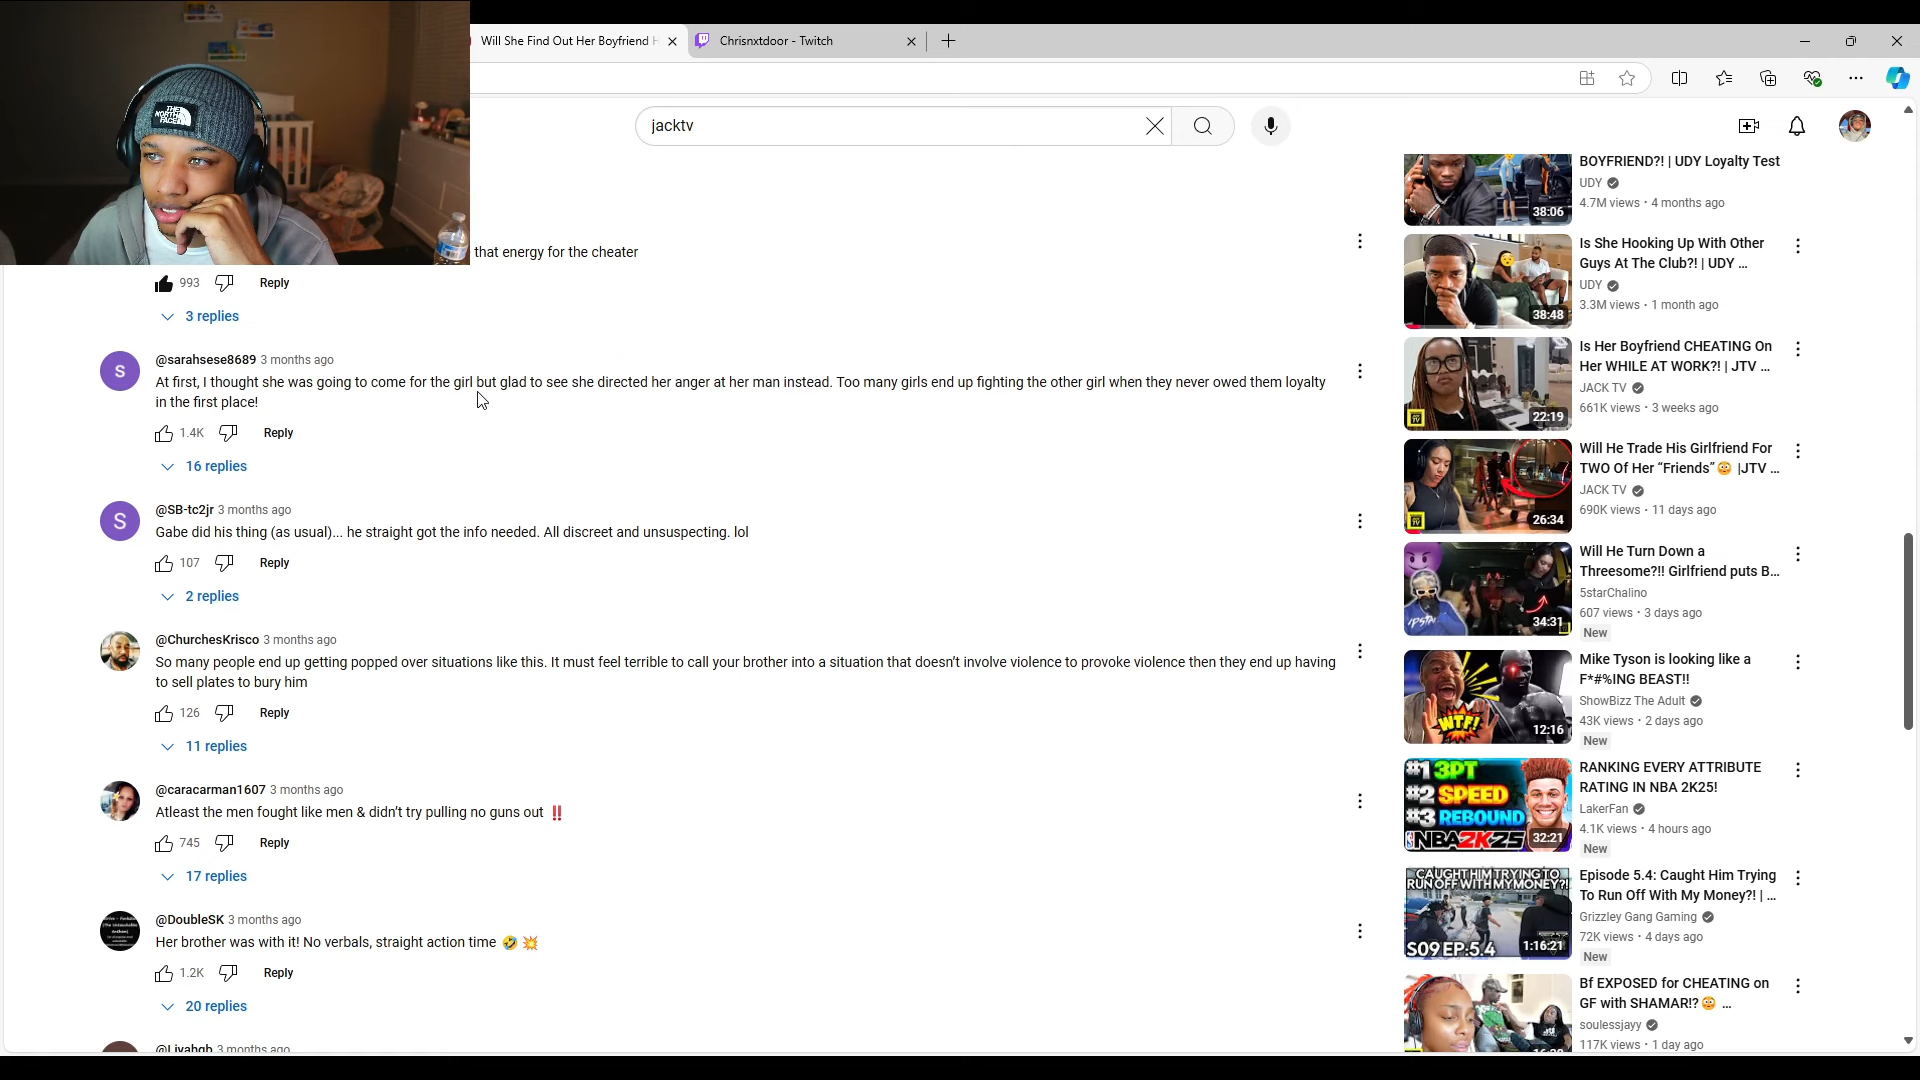 THE
NORTH
FACE
Will She Find Out Her Boyfriend H
Chrisnxtdoor - Twitch
jacktv
that energy for the cheater
993
Reply
3 replies
S
@sarahsese8689 3 months ago
At first, I thought she was going to come for the girl but glad to see she directed her anger at her man instead. Too many girls end up fighting the other girl when they never owed them loyalty
in the first place!
1.4K
Reply
16 replies
S
@SB-tc2jr 3 months ago
Gabe did his thing (as usual)... he straight got the info needed. All discreet and unsuspecting. lol
107
Reply
2 replies
@ChurchesKrisco 3 months ago
So many people end up getting popped over situations like this. It must feel terrible to call your brother into a situation that doesn't involve violence to provoke violence then they end up having
to sell plates to bury him
126
Reply
11 replies
@caracarman1607 3 months ago
Atleast the men fought like men & didn't try pulling no guns out ‼️
745
Reply
17 replies
@DoubleSK 3 months ago
Her brother was with it! No verbals, straight action time 🤣 💥
1.2K
Reply
20 replies
@Liyahgb 3 months ago
38:06
BOYFRIEND?! | UDY Loyalty Test
UDY
4.7M views • 4 months ago
38:48
Is She Hooking Up With Other
Guys At The Club?! | UDY ...
UDY
3.3M views • 1 month ago
22:19
Is Her Boyfriend CHEATING On
Her WHILE AT WORK?! | JTV ...
JACK TV
661K views • 3 weeks ago
26:34
Will He Trade His Girlfriend For
TWO Of Her “Friends”😳 |JTV ...
JACK TV
690K views • 11 days ago
34:31
Will He Turn Down a
Threesome?!! Girlfriend puts B...
5starChalino
607 views • 3 days ago
New
WTF!
12:16
Mike Tyson is looking like a
F*#%ING BEAST!!
ShowBizz The Adult
43K views • 2 days ago
New
#1 3PT
#2 SPEED
#3 REBOUND
NBA2K25
32:21
RANKING EVERY ATTRIBUTE
RATING IN NBA 2K25!
LakerFan
4.1K views • 4 hours ago
New
CAUGHT HIM TRYING TO
RUN OFF WITH MY MONEY?!
S09 EP:5.4
1:16:21
Episode 5.4: Caught Him Trying
To Run Off With My Money?! | ...
Grizzley Gang Gaming
72K views • 4 days ago
New
Bf EXPOSED for CHEATING on
GF with SHAMAR!? 😳 ...
soulessjayy
117K views • 1 day ago